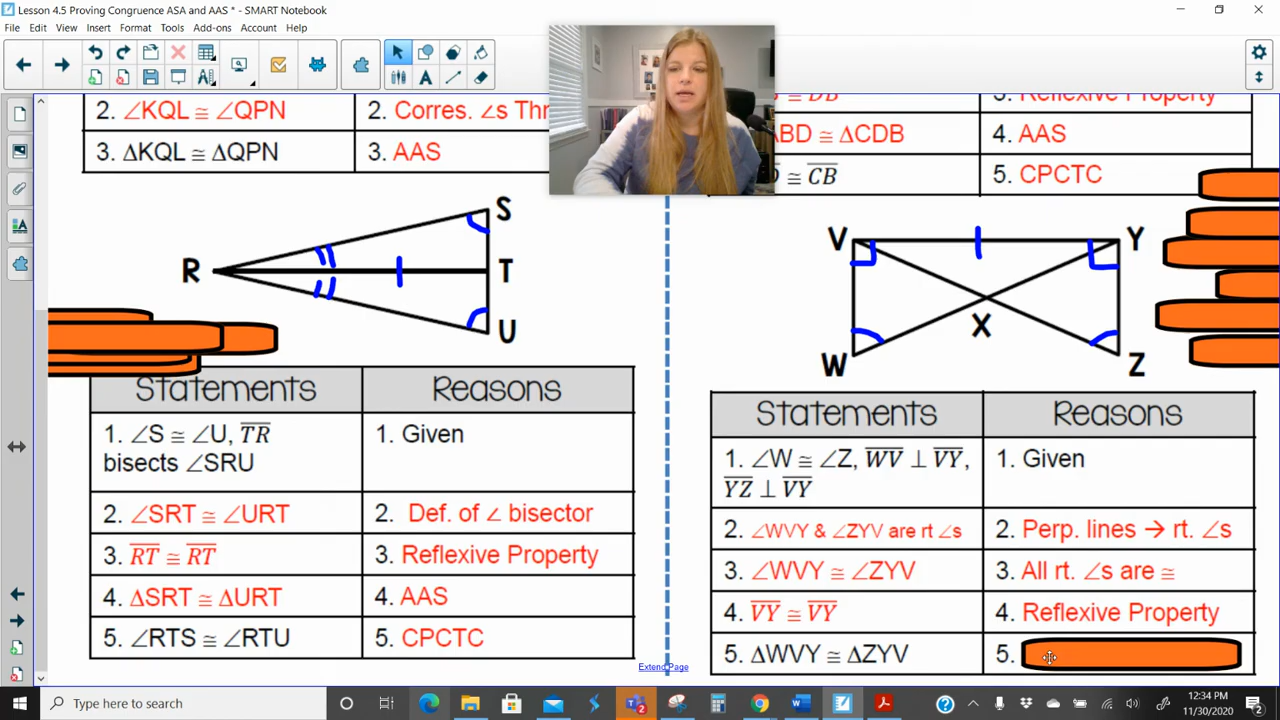 Lesson 4.5 Proving Congruence ASA and AAS * - SMART Notebook
File Edit View Insert Format Tools Add-ons Account Help
2. ∠KQL ≅ ∠QPN
2. Corres. ∠s Thr
3. ΔKQL ≅ ΔQPN
3. AAS
3. Reflexive Property
BD ≅ ΔCDB
4. AAS
≅ CB
5. CPCTC
S
R
T
U
V
Y
X
W
Z
Statements
Reasons
1. ∠S ≅ ∠U, TR
bisects ∠SRU
1. Given
2. ∠SRT ≅ ∠URT
2. Def. of ∠ bisector
3. RT ≅ RT
3. Reflexive Property
4. ΔSRT ≅ ΔURT
4. AAS
5. ∠RTS ≅ ∠RTU
5. CPCTC
Statements
Reasons
1. ∠W ≅ ∠Z, WV ⊥ VY,
YZ ⊥ VY
1. Given
2. ∠WVY & ∠ZYV are rt ∠s
2. Perp. lines → rt. ∠s
3. ∠WVY ≅ ∠ZYV
3. All rt. ∠s are ≅
4. VY ≅ VY
4. Reflexive Property
5. ΔWVY ≅ ΔZYV
5.
Extend Page
Type here to search
12:34 PM
11/30/2020